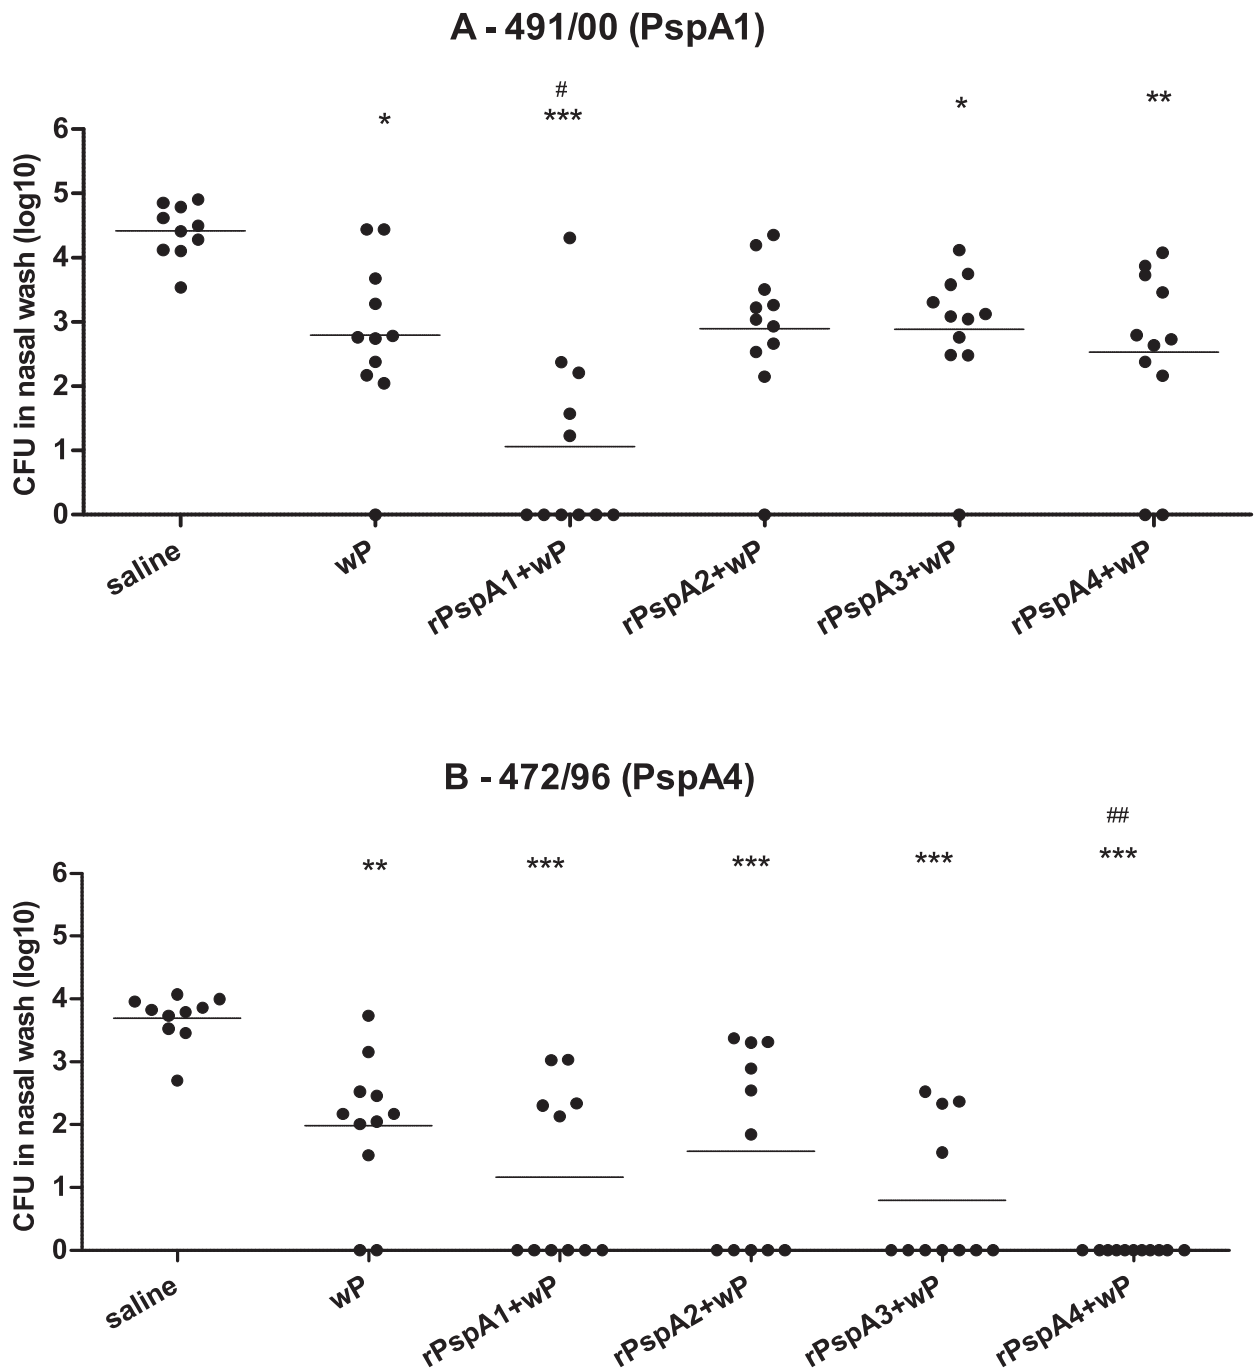 A - 491/00 (PspA1)
#
* *** * **
CFU in nasal wash (log10)
6
5
4
3
2
1
0
saline wP rPspA1+wP rPspA2+wP rPspA3+wP rPspA4+wP
B - 472/96 (PspA4)
##
** *** *** *** ***
CFU in nasal wash (log10)
6
5
4
3
2
1
0
saline wP rPspA1+wP rPspA2+wP rPspA3+wP rPspA4+wP